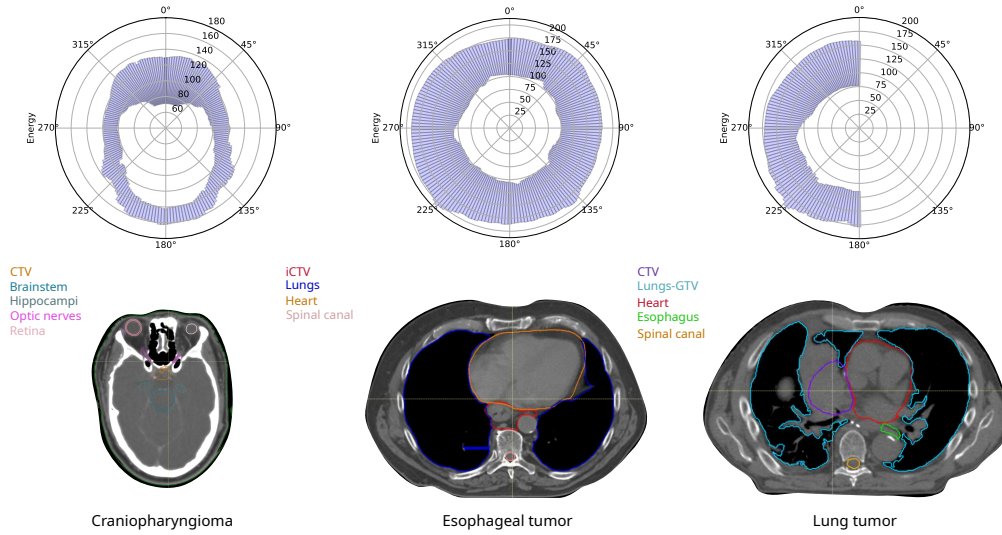 0°
45°
90°
135°
180°
225°
270°
315°
60
80
100
120
140
160
180
Energy
0°
45°
90°
135°
180°
225°
270°
315°
25
50
75
100
125
150
175
200
Energy
0°
45°
90°
135°
180°
225°
270°
315°
25
50
75
100
125
150
175
200
Energy
CTV
Brainstem
Hippocampi
Optic nerves
Retina
iCTV
Lungs
Heart
Spinal canal
CTV
Lungs-GTV
Heart
Esophagus
Spinal canal
Craniopharyngioma
Esophageal tumor
Lung tumor